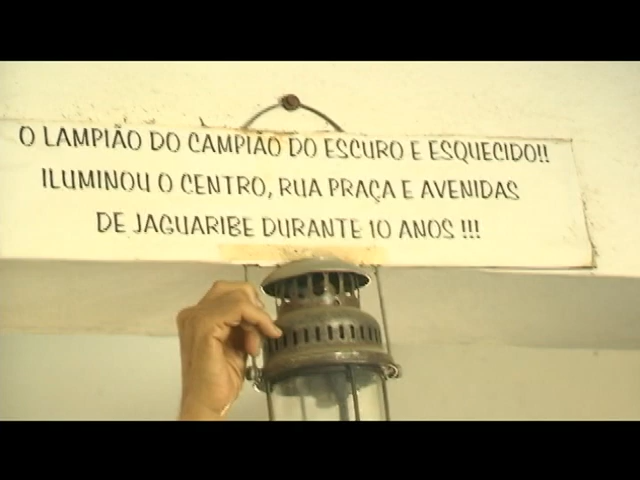 O LAMPIÃO DO CAMPIÃO DO ESCURO E ESQUECIDO!!
ILUMINOU O CENTRO, RUA PRAÇA E AVENIDAS
DE JAGUARIBE DURANTE 10 ANOS !!!